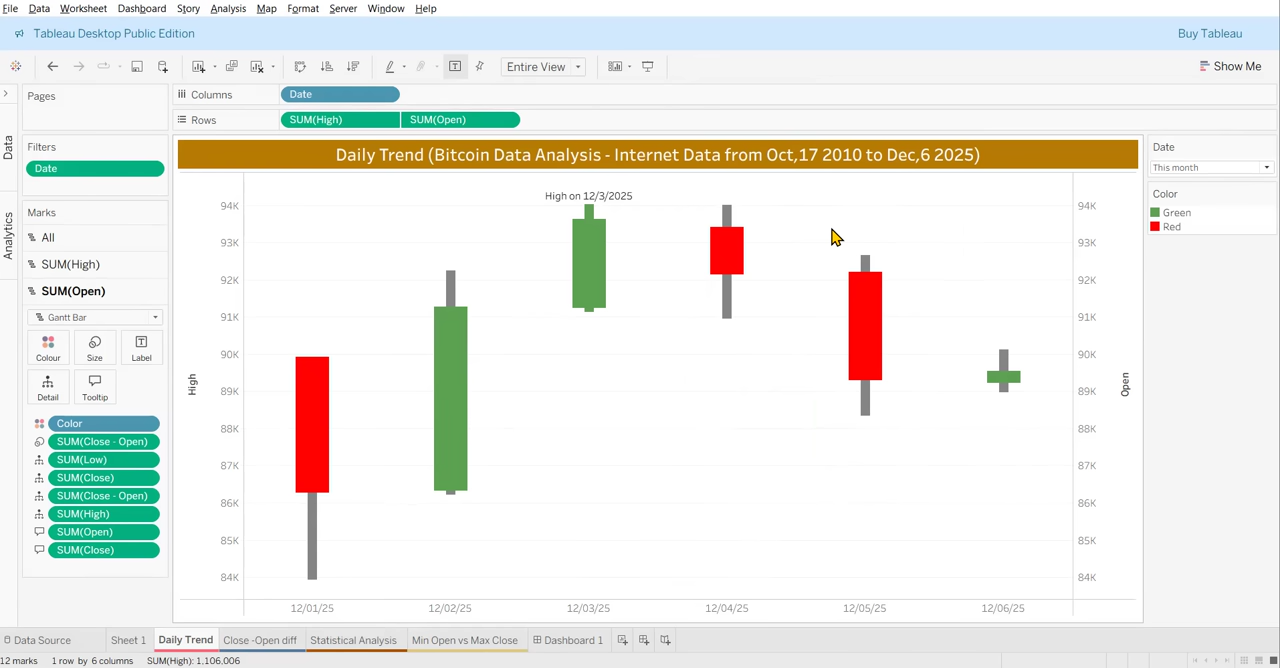 File Data Worksheet Dashboard Story Analysis Map Format Server Window Help
Tableau Desktop Public Edition Buy Tableau
Entire View Show Me
Pages
Columns Date
Rows SUM(High) SUM(Open)
Data
Analytics
Filters
Date
Marks
All
SUM(High)
SUM(Open)
Gantt Bar
Colour Size Label
Detail Tooltip
Color
SUM(Close - Open)
SUM(Low)
SUM(Close)
SUM(Close - Open)
SUM(High)
SUM(Open)
SUM(Close)
Daily Trend (Bitcoin Data Analysis - Internet Data from Oct,17 2010 to Dec,6 2025)
High on 12/3/2025
94K 94K
93K 93K
92K 92K
91K 91K
90K 90K
89K 89K
88K 88K
87K 87K
86K 86K
85K 85K
84K 84K
High
Open
12/01/25 12/02/25 12/03/25 12/04/25 12/05/25 12/06/25
Date
This month
Color
Green
Red
Data Source Sheet 1 Daily Trend Close -Open diff Statistical Analysis Min Open vs Max Close Dashboard 1
12 marks 1 row by 6 columns SUM(High): 1,106,006